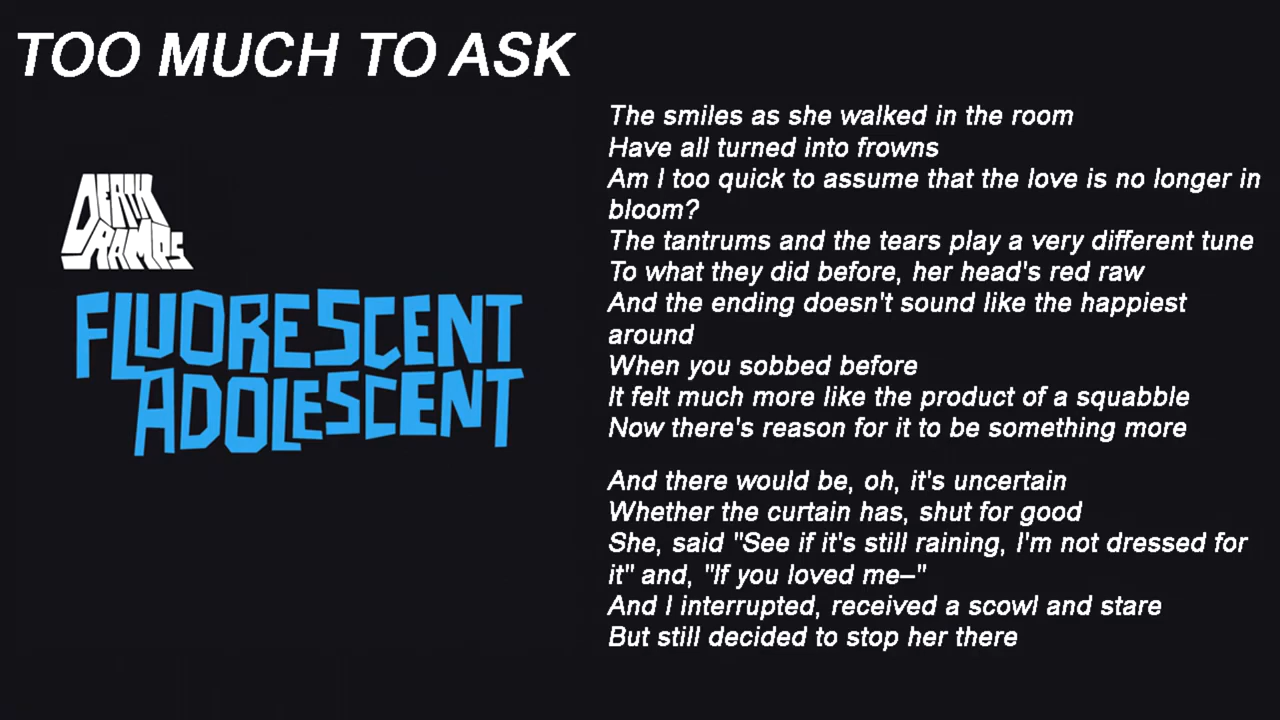 TOO MUCH TO ASK
DEATH
RAMPS
FLUORESCENT
ADOLESCENT
The smiles as she walked in the room
Have all turned into frowns
Am I too quick to assume that the love is no longer in
bloom?
The tantrums and the tears play a very different tune
To what they did before, her head's red raw
And the ending doesn't sound like the happiest
around
When you sobbed before
It felt much more like the product of a squabble
Now there's reason for it to be something more
And there would be, oh, it's uncertain
Whether the curtain has, shut for good
She, said "See if it's still raining, I'm not dressed for
it" and, "If you loved me–"
And I interrupted, received a scowl and stare
But still decided to stop her there